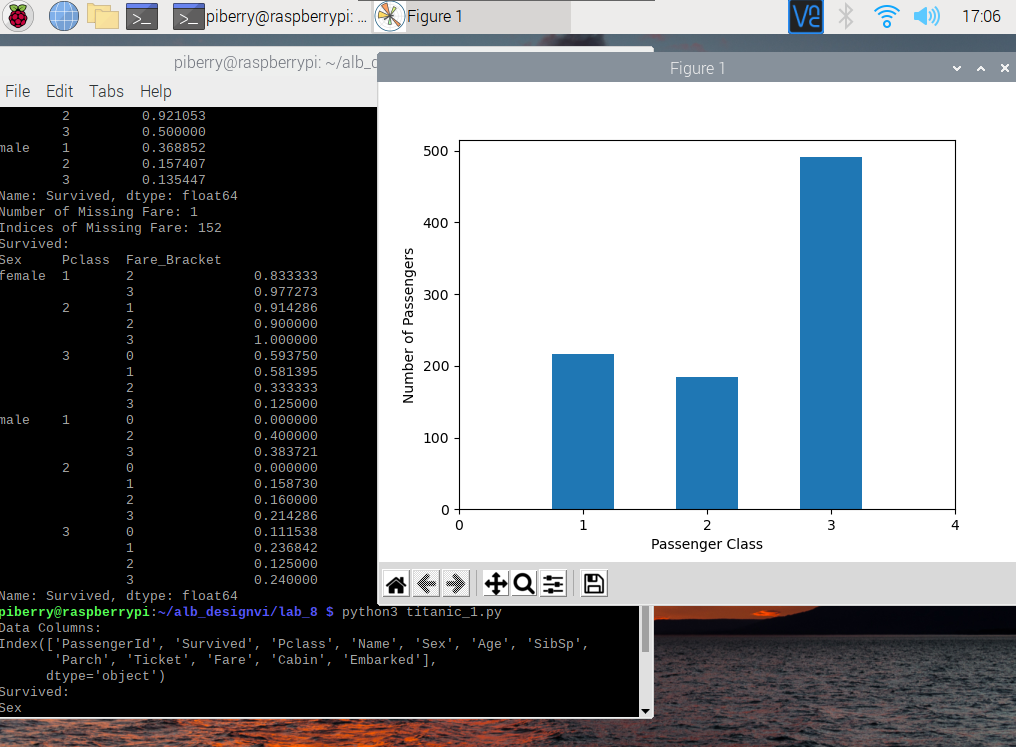 piberry@raspberrypi: ...
Figure 1
17:06
piberry@raspberrypi: ~/alb_d
File Edit Tabs Help
2 0.921053
3 0.500000
male 1 0.368852
2 0.157407
3 0.135447
Name: Survived, dtype: float64
Number of Missing Fare: 1
Indices of Missing Fare: 152
Survived:
Sex Pclass Fare_Bracket
female 1 2 0.833333
3 0.977273
2 1 0.914286
2 0.900000
3 1.000000
3 0 0.593750
1 0.581395
2 0.333333
3 0.125000
male 1 0 0.000000
2 0.400000
3 0.383721
2 0 0.000000
1 0.158730
2 0.160000
3 0.214286
3 0 0.111538
1 0.236842
2 0.125000
3 0.240000
Name: Survived, dtype: float64
piberry@raspberrypi:~/alb_designvi/lab_8 $ python3 titanic_1.py
Data Columns:
Index(['PassengerId', 'Survived', 'Pclass', 'Name', 'Sex', 'Age', 'SibSp',
'Parch', 'Ticket', 'Fare', 'Cabin', 'Embarked'],
dtype='object')
Survived:
Sex
Figure 1
500
400
300
200
100
0
Number of Passengers
0 1 2 3 4
Passenger Class